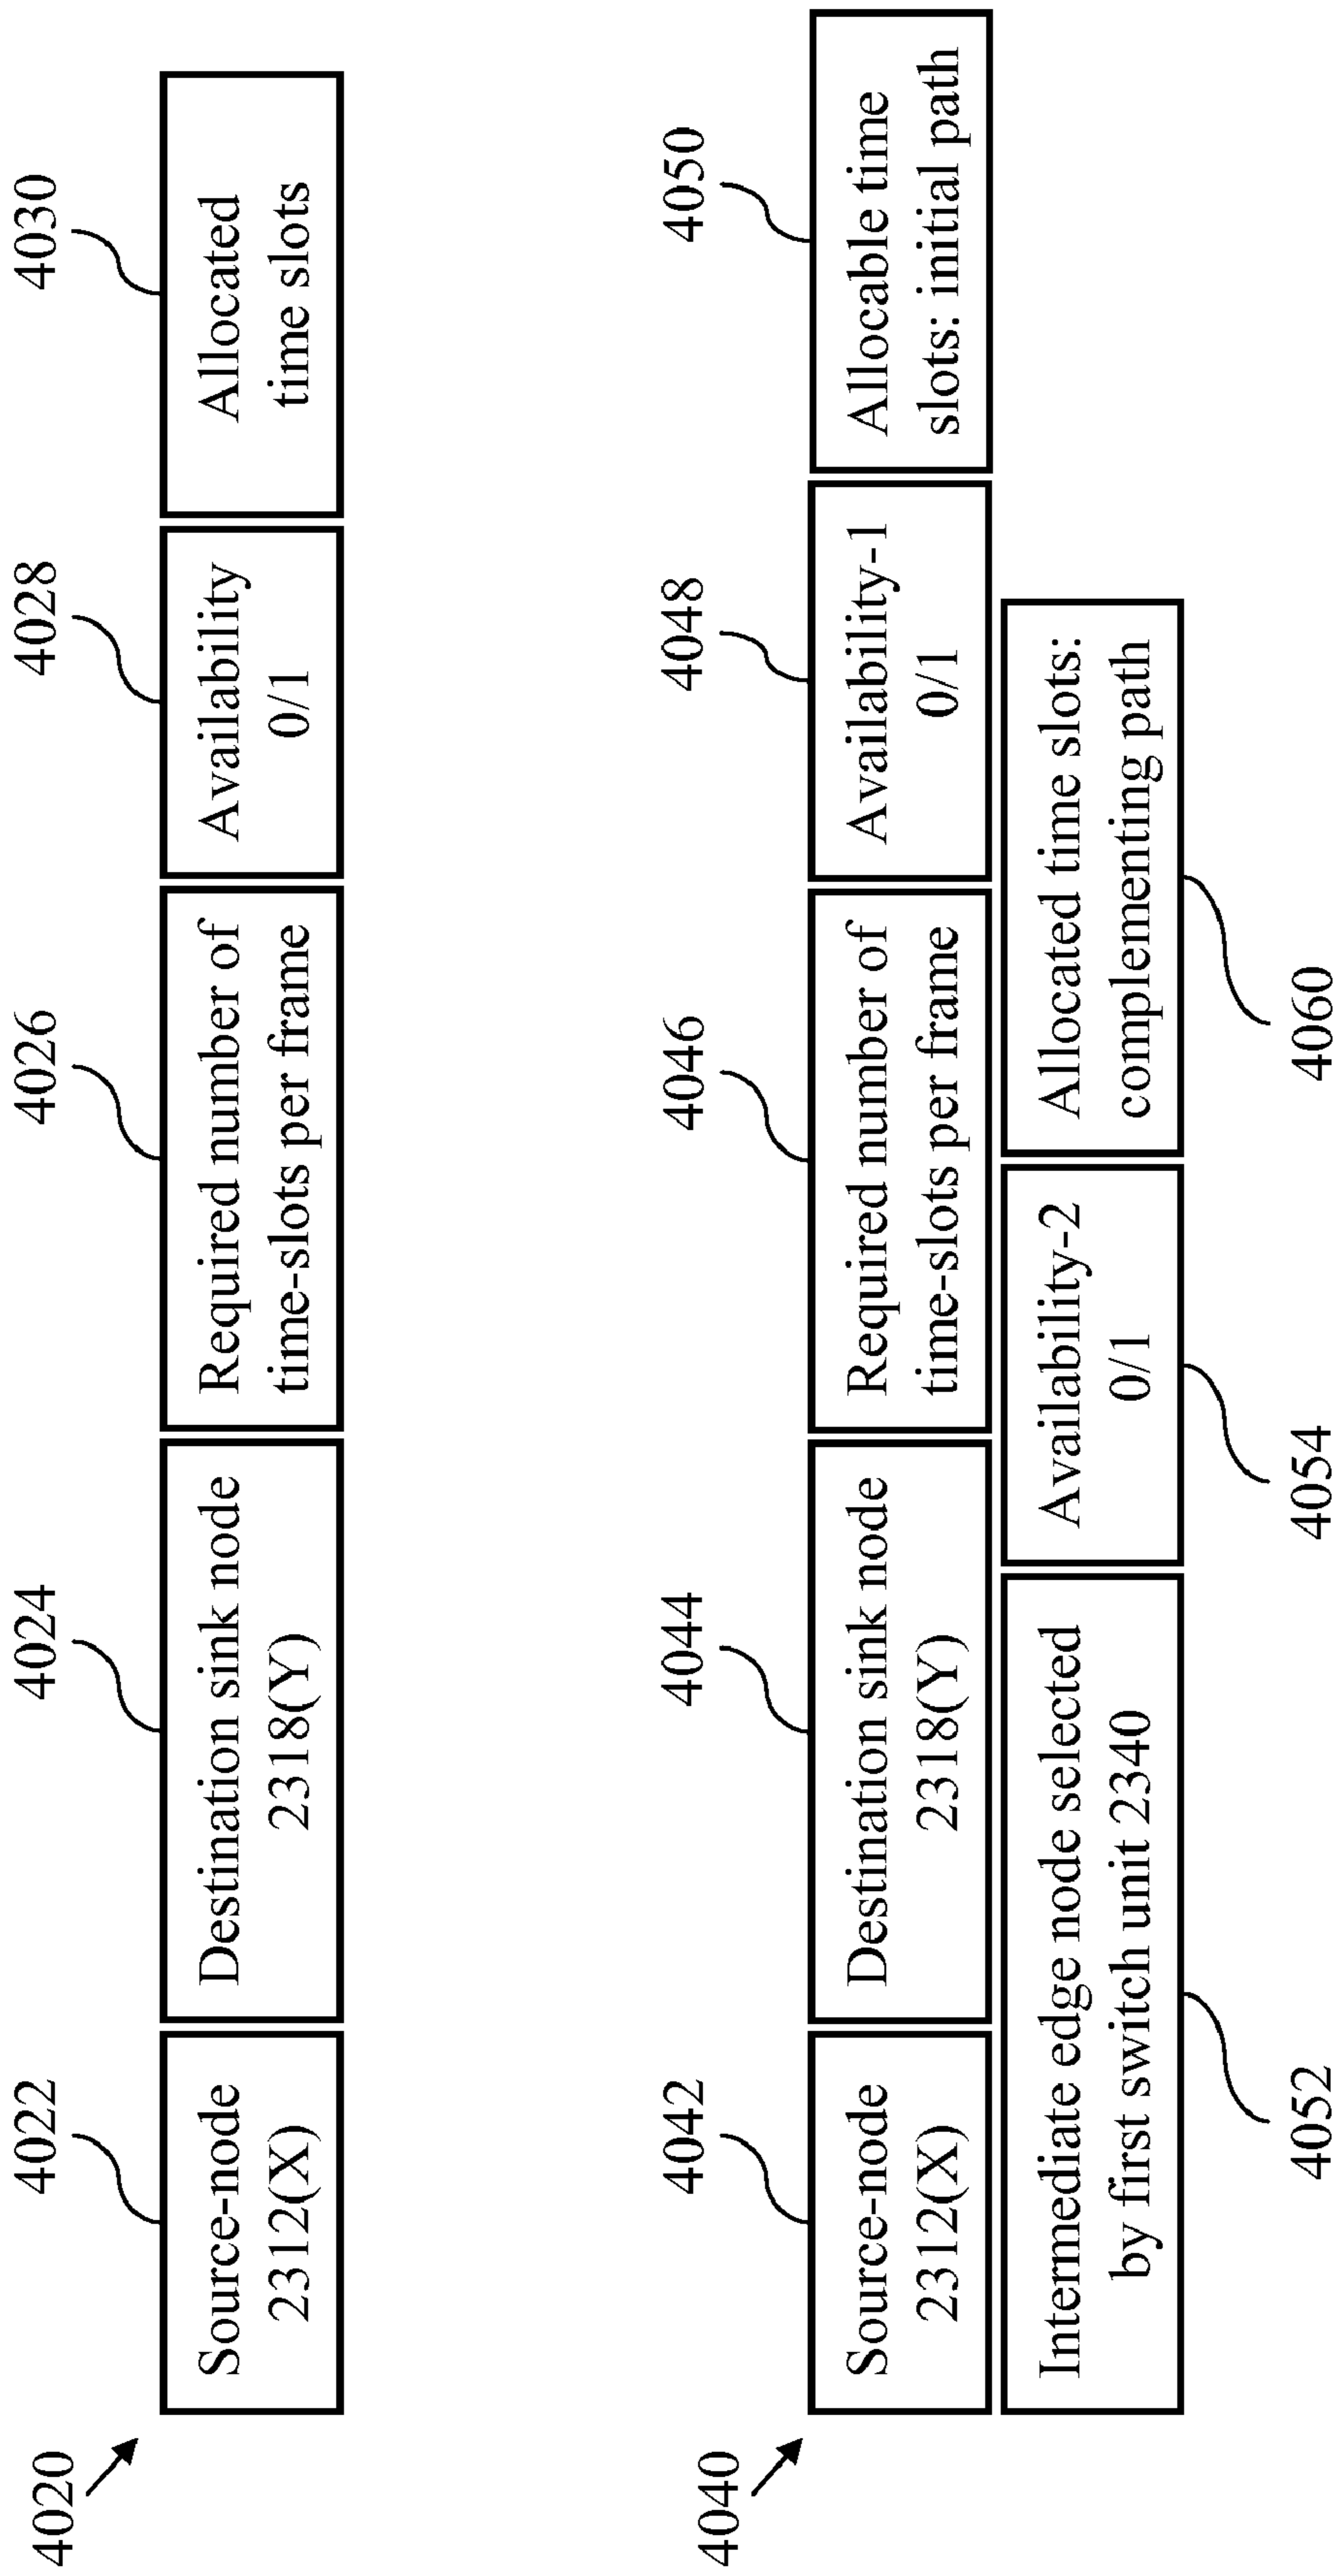 4020
4022
4024
4026
4028
4030
Source-node
2312(X)
Destination sink node
2318(Y)
Required number of
time-slots per frame
Availability
0/1
Allocated
time slots
4040
4042
4044
4046
4048
4050
Source-node
2312(X)
Destination sink node
2318(Y)
Required number of
time-slots per frame
Availability-1
0/1
Allocable time
slots: initial path
Intermediate edge node selected
by first switch unit 2340
Availability-2
0/1
Allocated time slots:
complementing path
4052
4054
4060